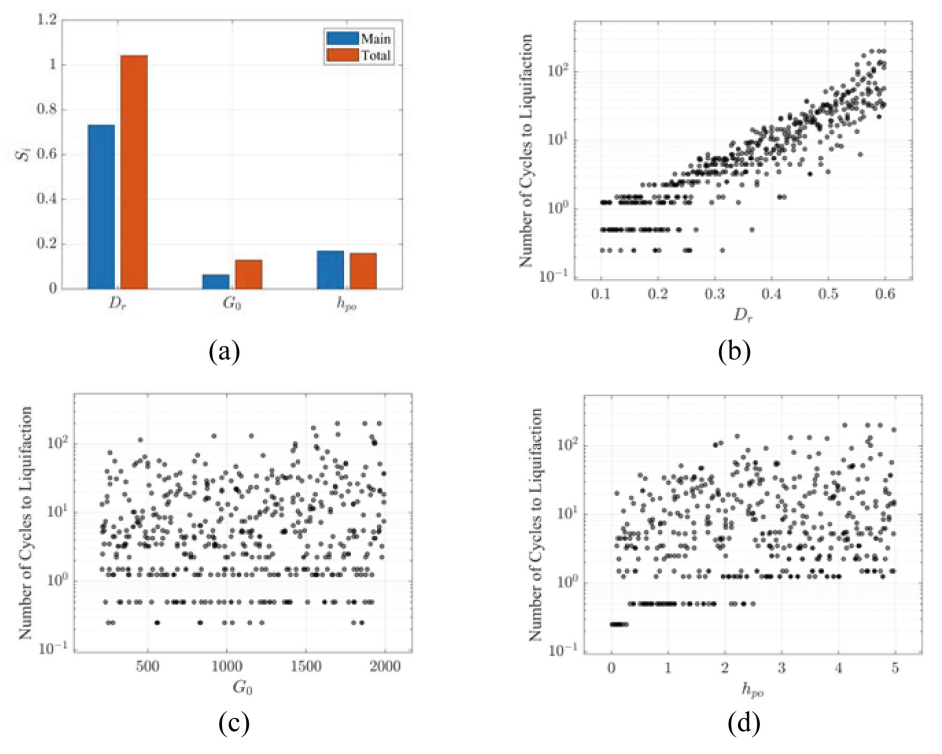 1.2
1
0.8
0.6
0.4
0.2
0
S_i
Main
Total
D_r
G_0
h_po
(a)
Number of Cycles to Liquifaction
10^2
10^1
10^0
10^-1
0.1 0.2 0.3 0.4 0.5 0.6
D_r
(b)
Number of Cycles to Liquifaction
10^2
10^1
10^0
10^-1
500 1000 1500 2000
G_0
(c)
Number of Cycles to Liquifaction
10^2
10^1
10^0
10^-1
0 1 2 3 4 5
h_po
(d)